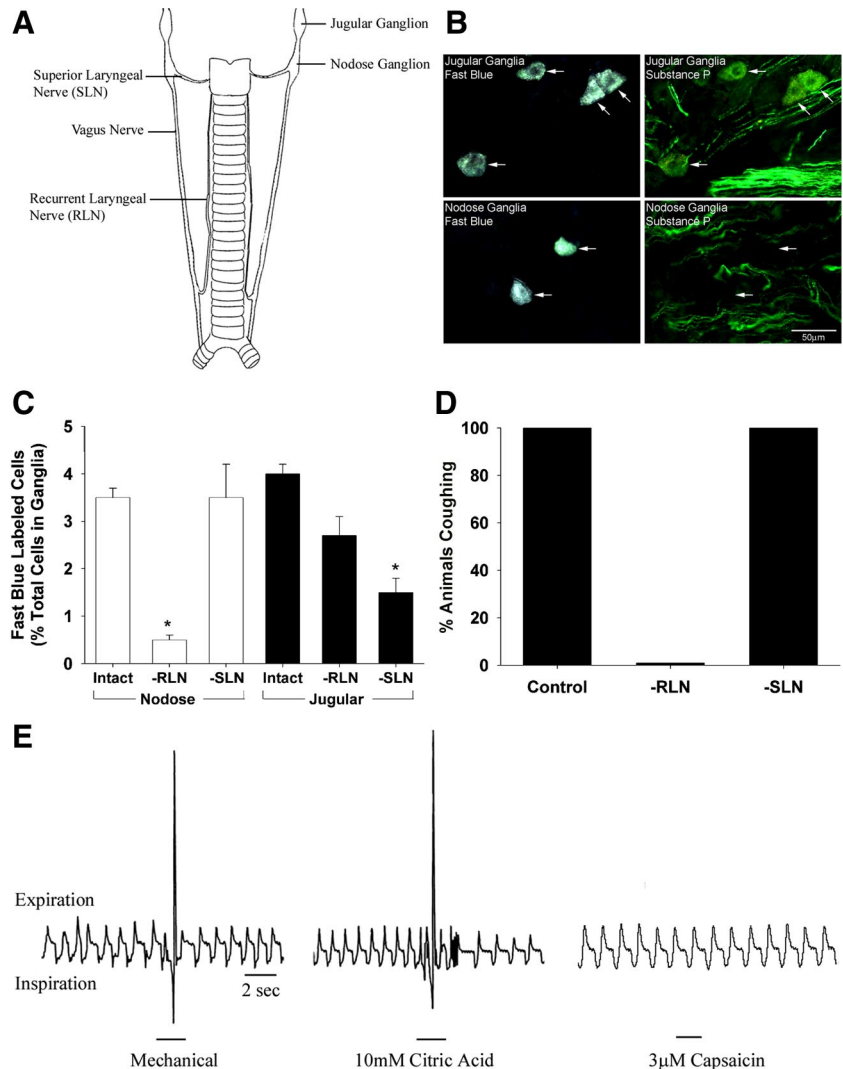 A
Jugular Ganglion
Nodose Ganglion
Superior Laryngeal
Nerve (SLN)
Vagus Nerve
Recurrent Laryngeal
Nerve (RLN)
B
Jugular Ganglia
Fast Blue
Jugular Ganglia
Substance P
Nodose Ganglia
Fast Blue
Nodose Ganglia
Substance P
50μm
C
Fast Blue Labeled Cells
(% Total Cells in Ganglia)
5
4
3
2
1
0
*
*
Intact -RLN -SLN Intact -RLN -SLN
Nodose Jugular
D
% Animals Coughing
100
80
60
40
20
0
Control -RLN -SLN
E
Expiration
Inspiration
2 sec
Mechanical
10mM Citric Acid
3μM Capsaicin